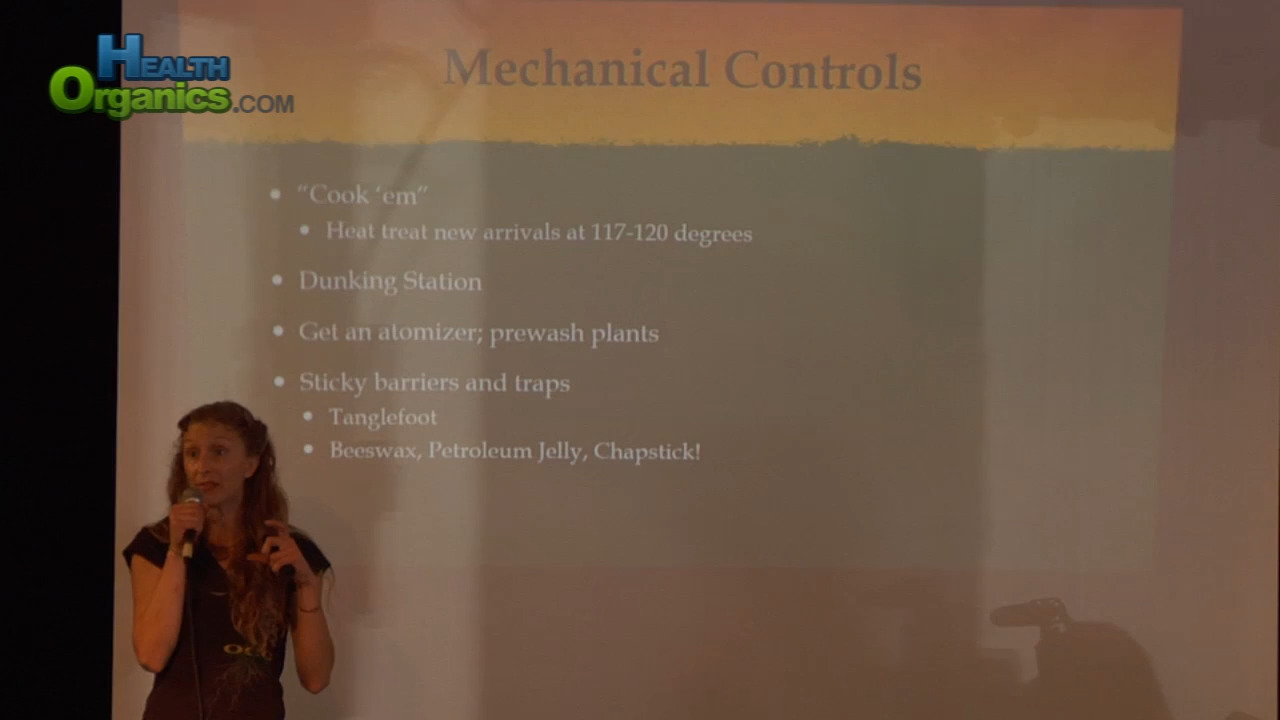 HEALTH
ORGANICS.COM
Mechanical Controls
• “Cook ‘em”
• Heat treat new arrivals at 117-120 degrees
• Dunking Station
• Get an atomizer; prewash plants
• Sticky barriers and traps
• Tanglefoot
• Beeswax, Petroleum Jelly, Chapstick!